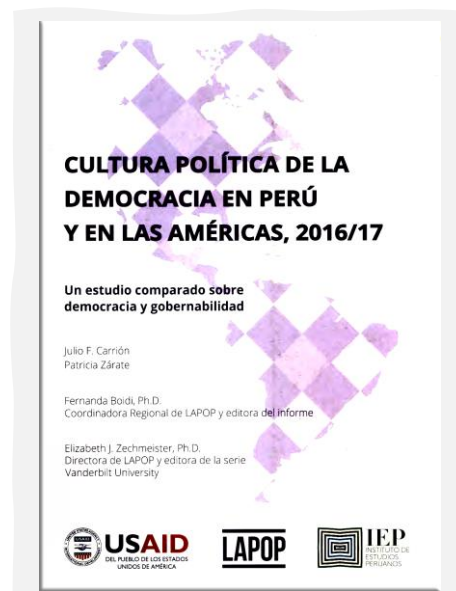 CULTURA POLÍTICA DE LA
DEMOCRACIA EN PERÚ
Y EN LAS AMÉRICAS, 2016/17
Un estudio comparado sobre
democracia y gobernabilidad
Julio F. Carrión
Patricia Zárate
Fernanda Boidi, Ph.D.
Coordinadora Regional de LAPOP y editora del informe
Elizabeth J. Zechmeister, Ph.D.
Directora de LAPOP y editora de la serie
Vanderbilt University
USAID
DEL PUEBLO DE LOS ESTADOS
UNIDOS DE AMÉRICA
LAPOP
IEP
INSTITUTO DE
ESTUDIOS
PERUANOS